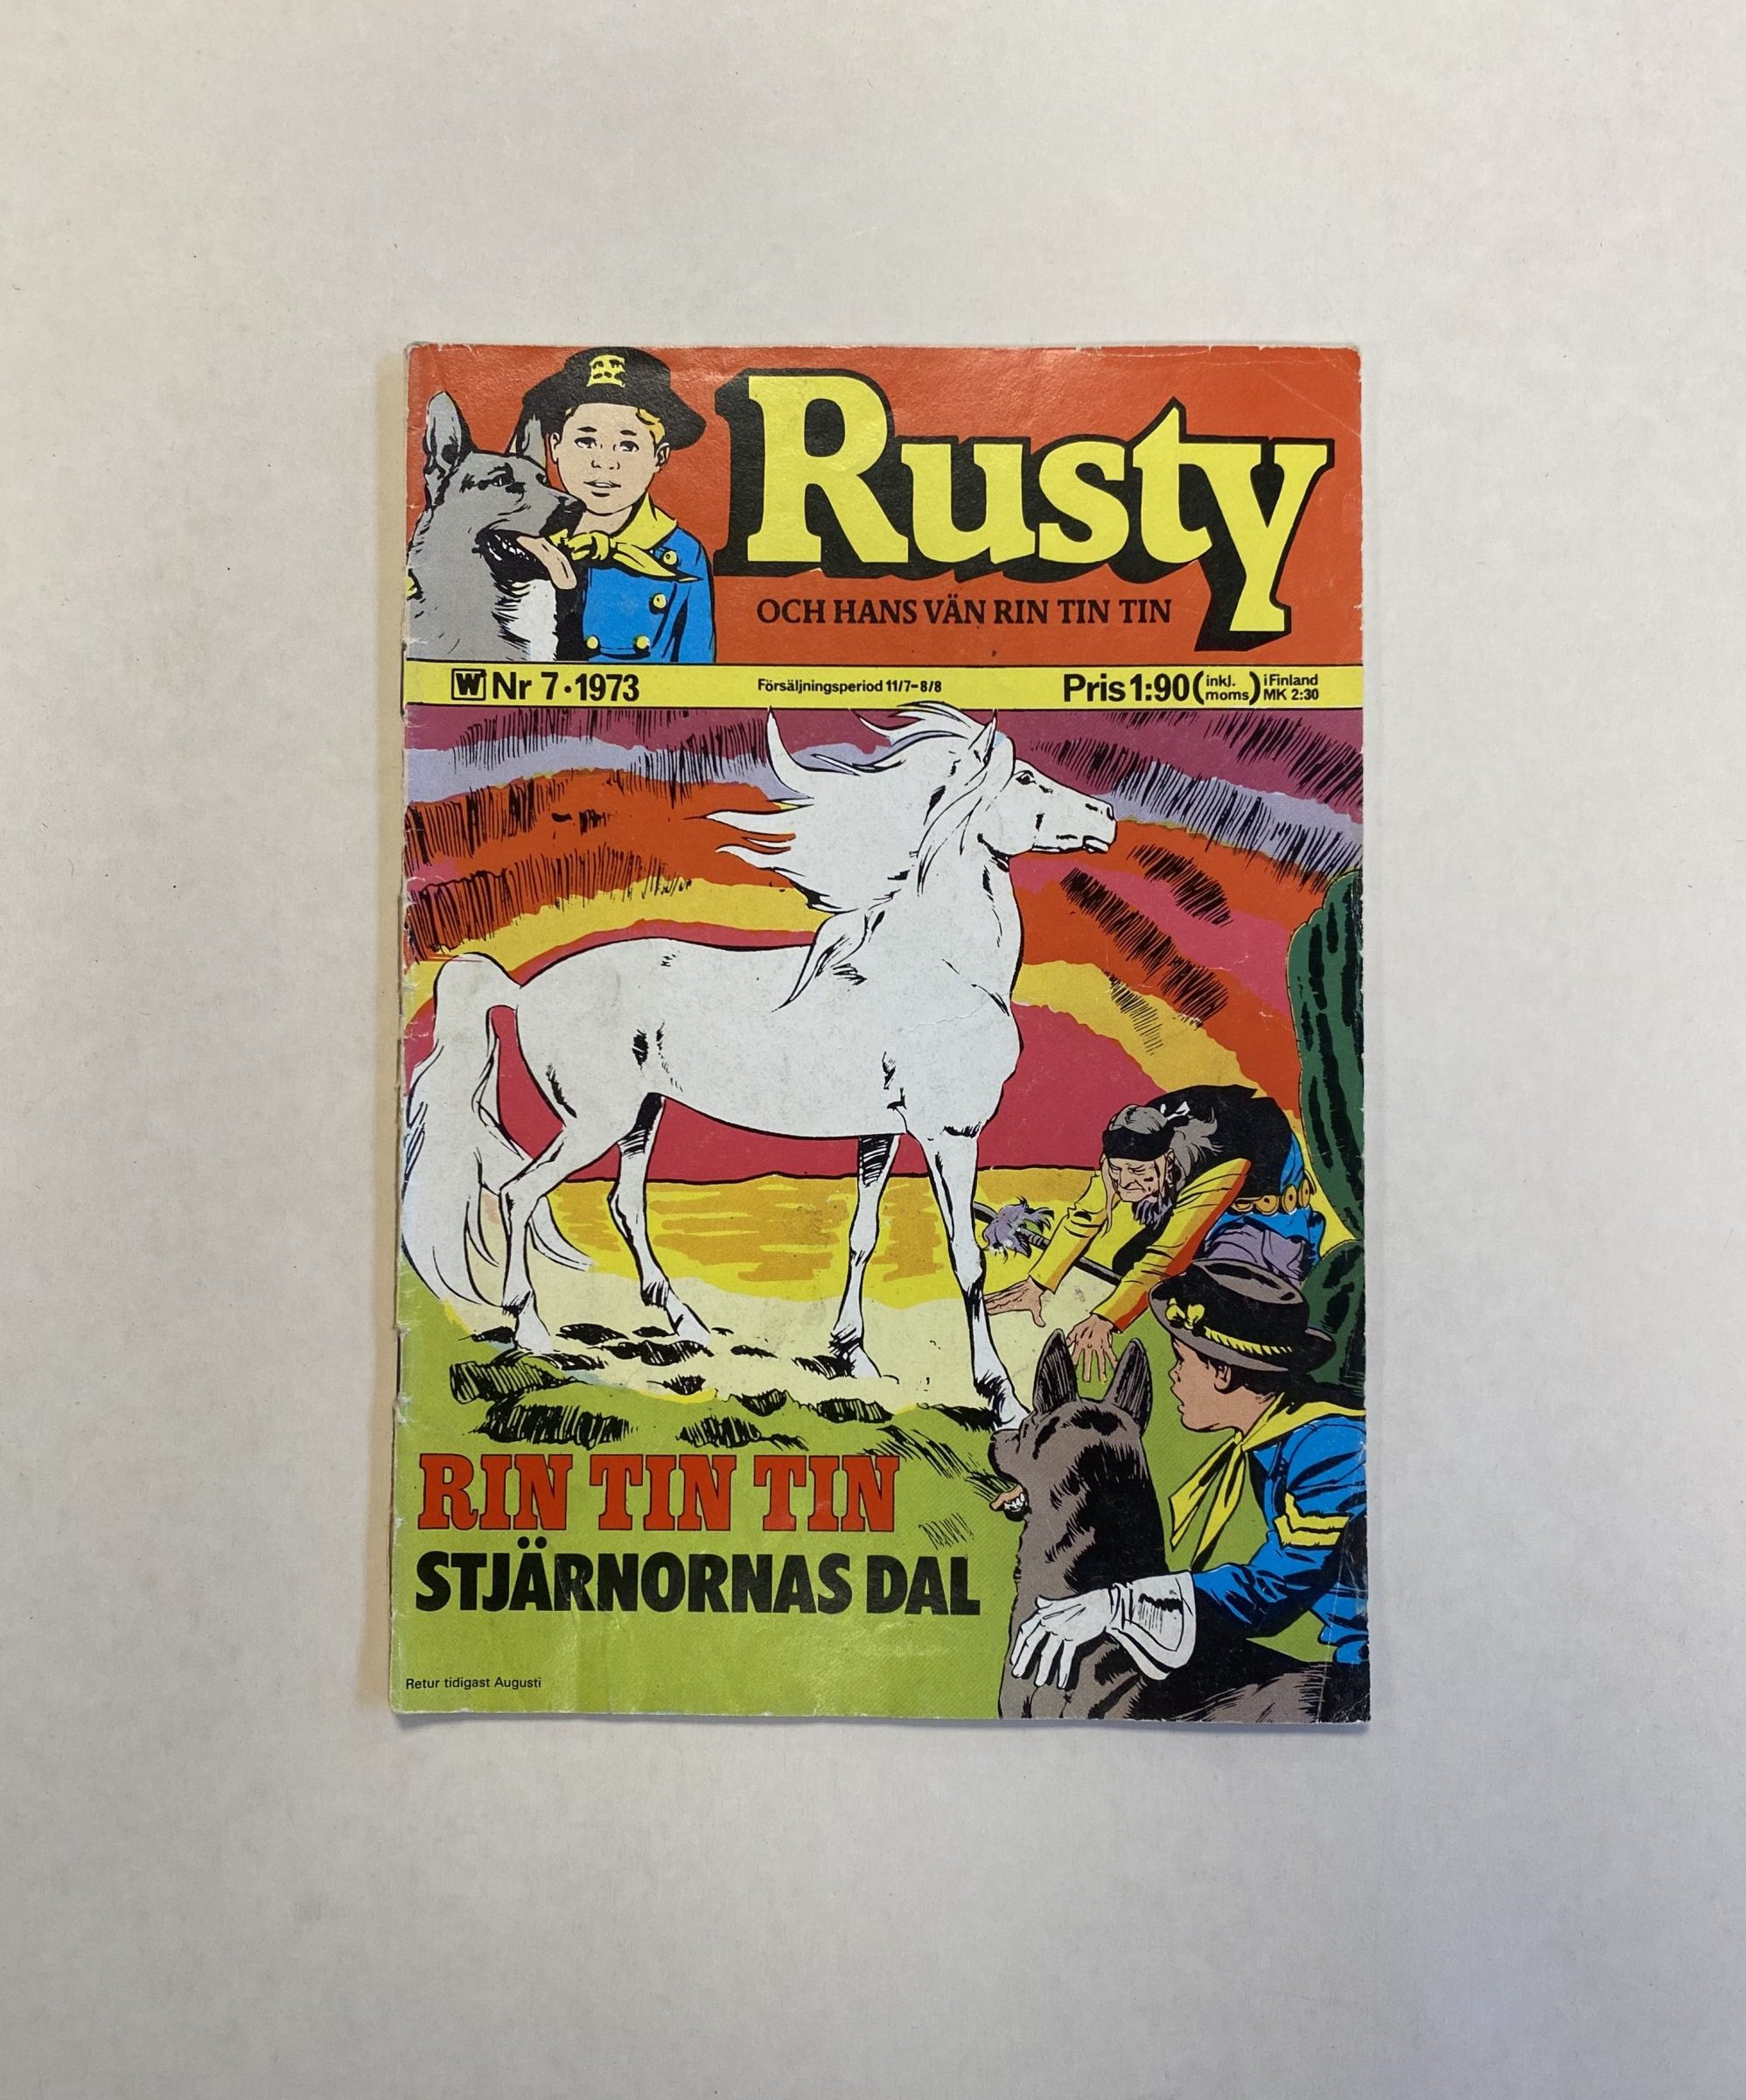 Rusty
OCH HANS VÄN RIN TIN TIN
W Nr 7·1973
Försäljningsperiod 11/7–8/8
Pris 1:90 (inkl. moms) i Finland MK 2:30
RIN TIN TIN
STJÄRNORNAS DAL
Retur tidigast Augusti